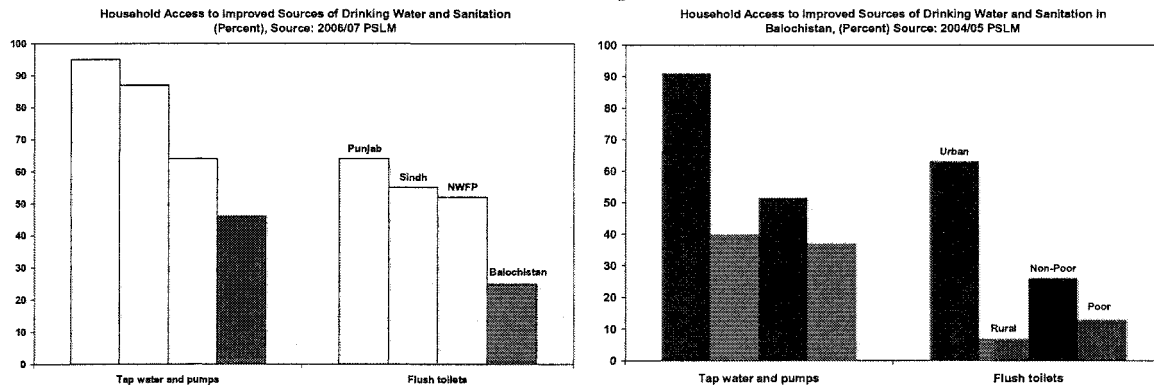 Household Access to Improved Sources of Drinking Water and Sanitation
(Percent), Source: 2006/07 PSLM
100
90
80
70
60
50
40
30
20
10
0
Punjab
Sindh
NWFP
Balochistan
Tap water and pumps
Flush toilets
Household Access to Improved Sources of Drinking Water and Sanitation in
Balochistan, (Percent) Source: 2004/05 PSLM
100
90
80
70
60
50
40
30
20
10
0
Urban
Rural
Non-Poor
Poor
Tap water and pumps
Flush toilets